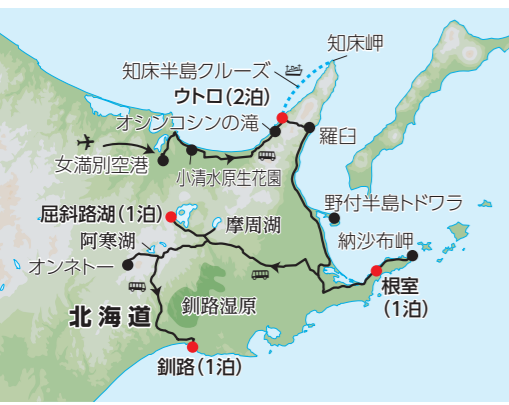 知床岬
知床半島クルーズ
ウトロ(2泊)
オシンコシンの滝
羅臼
女満別空港
小清水原生花園
野付半島トドワラ
屈斜路湖(1泊)
摩周湖
納沙布岬
阿寒湖
オンネトー
根室
(1泊)
釧路湿原
北海道
釧路(1泊)